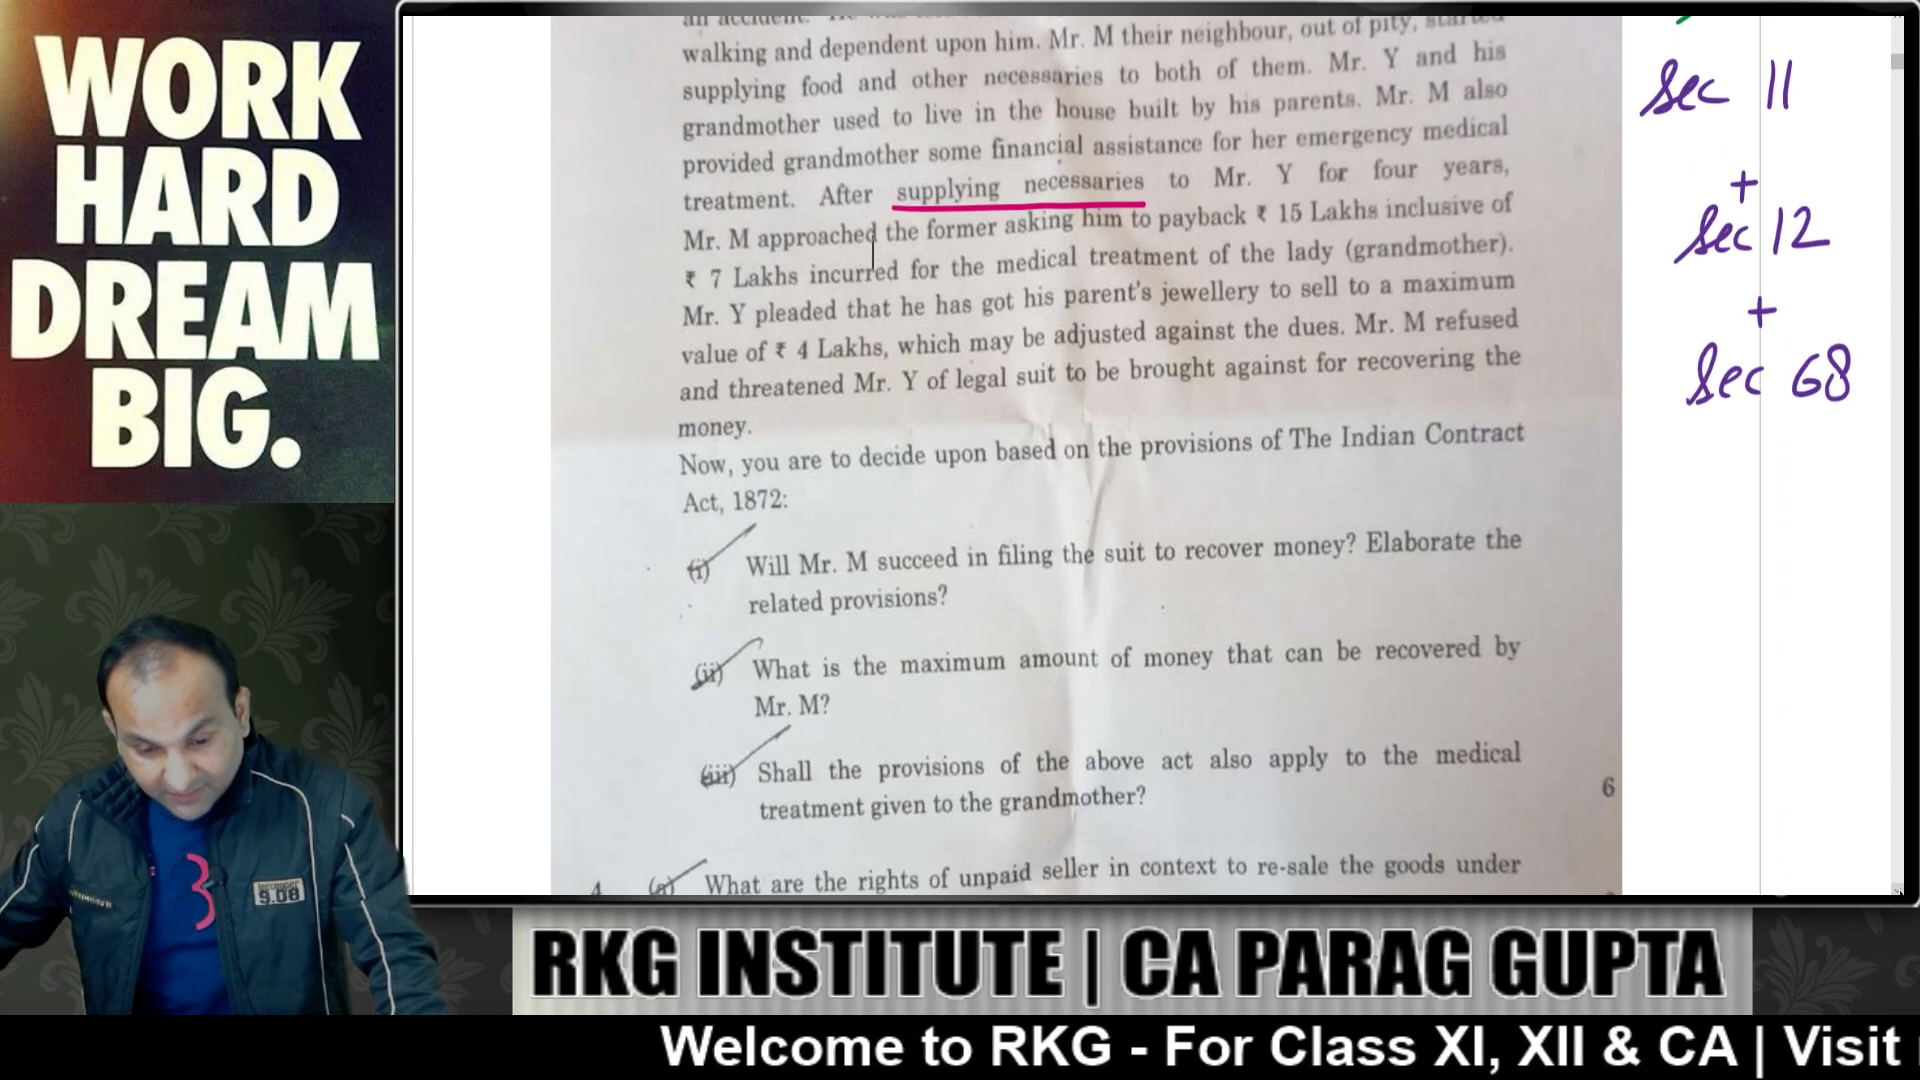 WORK
HARD
DREAM
BIG.
an accident.
walking and dependent upon him. Mr. M their neighbour, out of pity, started
supplying food and other necessaries to both of them. Mr. Y and his
grandmother used to live in the house built by his parents. Mr. M also
provided grandmother some financial assistance for her emergency medical
treatment. After supplying necessaries to Mr. Y for four years,
Mr. M approached the former asking him to payback ₹ 15 Lakhs inclusive of
₹ 7 Lakhs incurred for the medical treatment of the lady (grandmother).
Mr. Y pleaded that he has got his parent's jewellery to sell to a maximum
value of ₹ 4 Lakhs, which may be adjusted against the dues. Mr. M refused
and threatened Mr. Y of legal suit to be brought against for recovering the
money.
Now, you are to decide upon based on the provisions of The Indian Contract
Act, 1872:
(i) Will Mr. M succeed in filing the suit to recover money? Elaborate the
related provisions?
(ii) What is the maximum amount of money that can be recovered by
Mr. M?
(iii) Shall the provisions of the above act also apply to the medical
treatment given to the grandmother?
6
4 (a) What are the rights of unpaid seller in context to re-sale the goods under
Sec 11
+
Sec 12
+
Sec 68
9.08
RKG INSTITUTE | CA PARAG GUPTA
Welcome to RKG - For Class XI, XII & CA | Visit